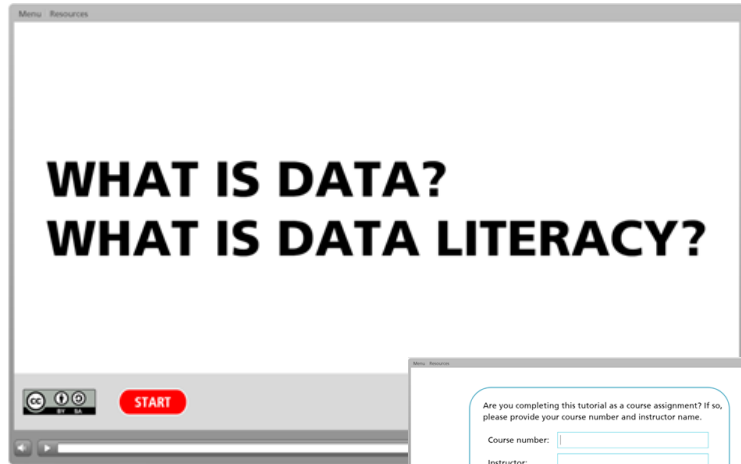 Menu Resources
WHAT IS DATA?
WHAT IS DATA LITERACY?
cc BY SA
START
Menu Resources
Are you completing this tutorial as a course assignment? If so,
please provide your course number and instructor name.
Course number:
Instructor: